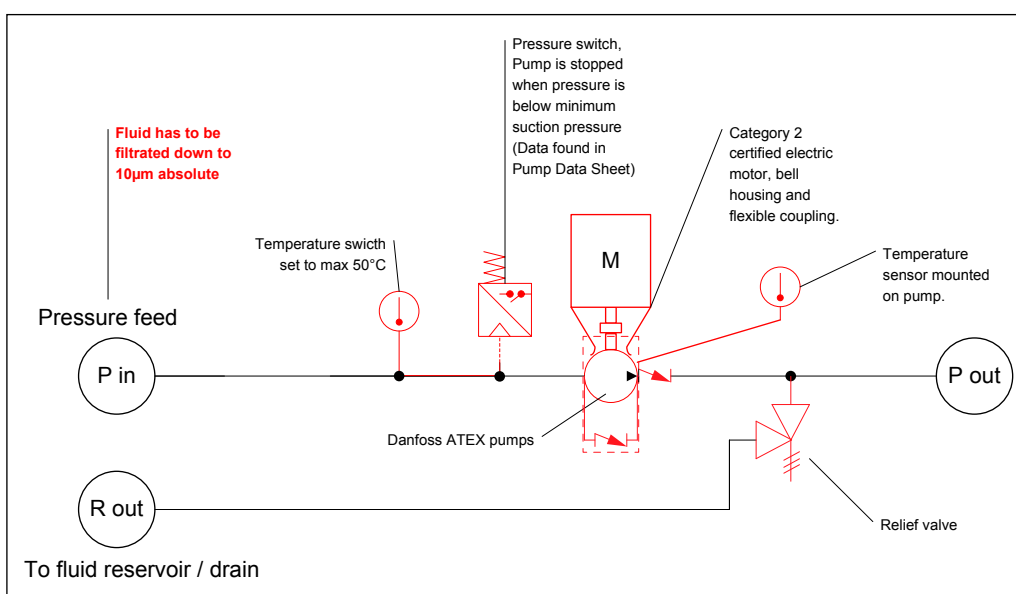 Pressure switch,
Pump is stopped
when pressure is
below minimum
suction pressure
(Data found in
Pump Data Sheet)
Fluid has to be
filtrated down to
10µm absolute
Category 2
certified electric
motor, bell
housing and
flexible coupling.
Temperature swicth
set to max 50°C
M
Temperature
sensor mounted
on pump.
Pressure feed
P in
P out
Danfoss ATEX pumps
R out
Relief valve
To fluid reservoir / drain